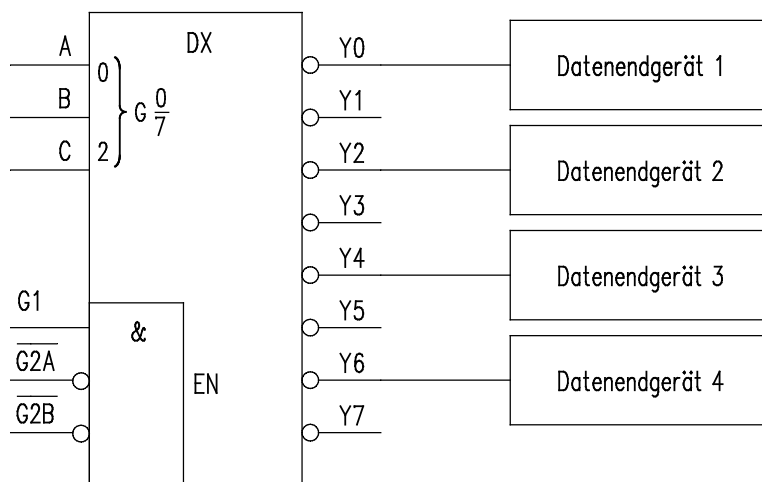 DX
A
0
Y0
Datenendgerät 1
B
G 0/7
Y1
C
2
Y2
Datenendgerät 2
Y3
Y4
Datenendgerät 3
G1
&
Y5
G2A
EN
Y6
Datenendgerät 4
G2B
Y7